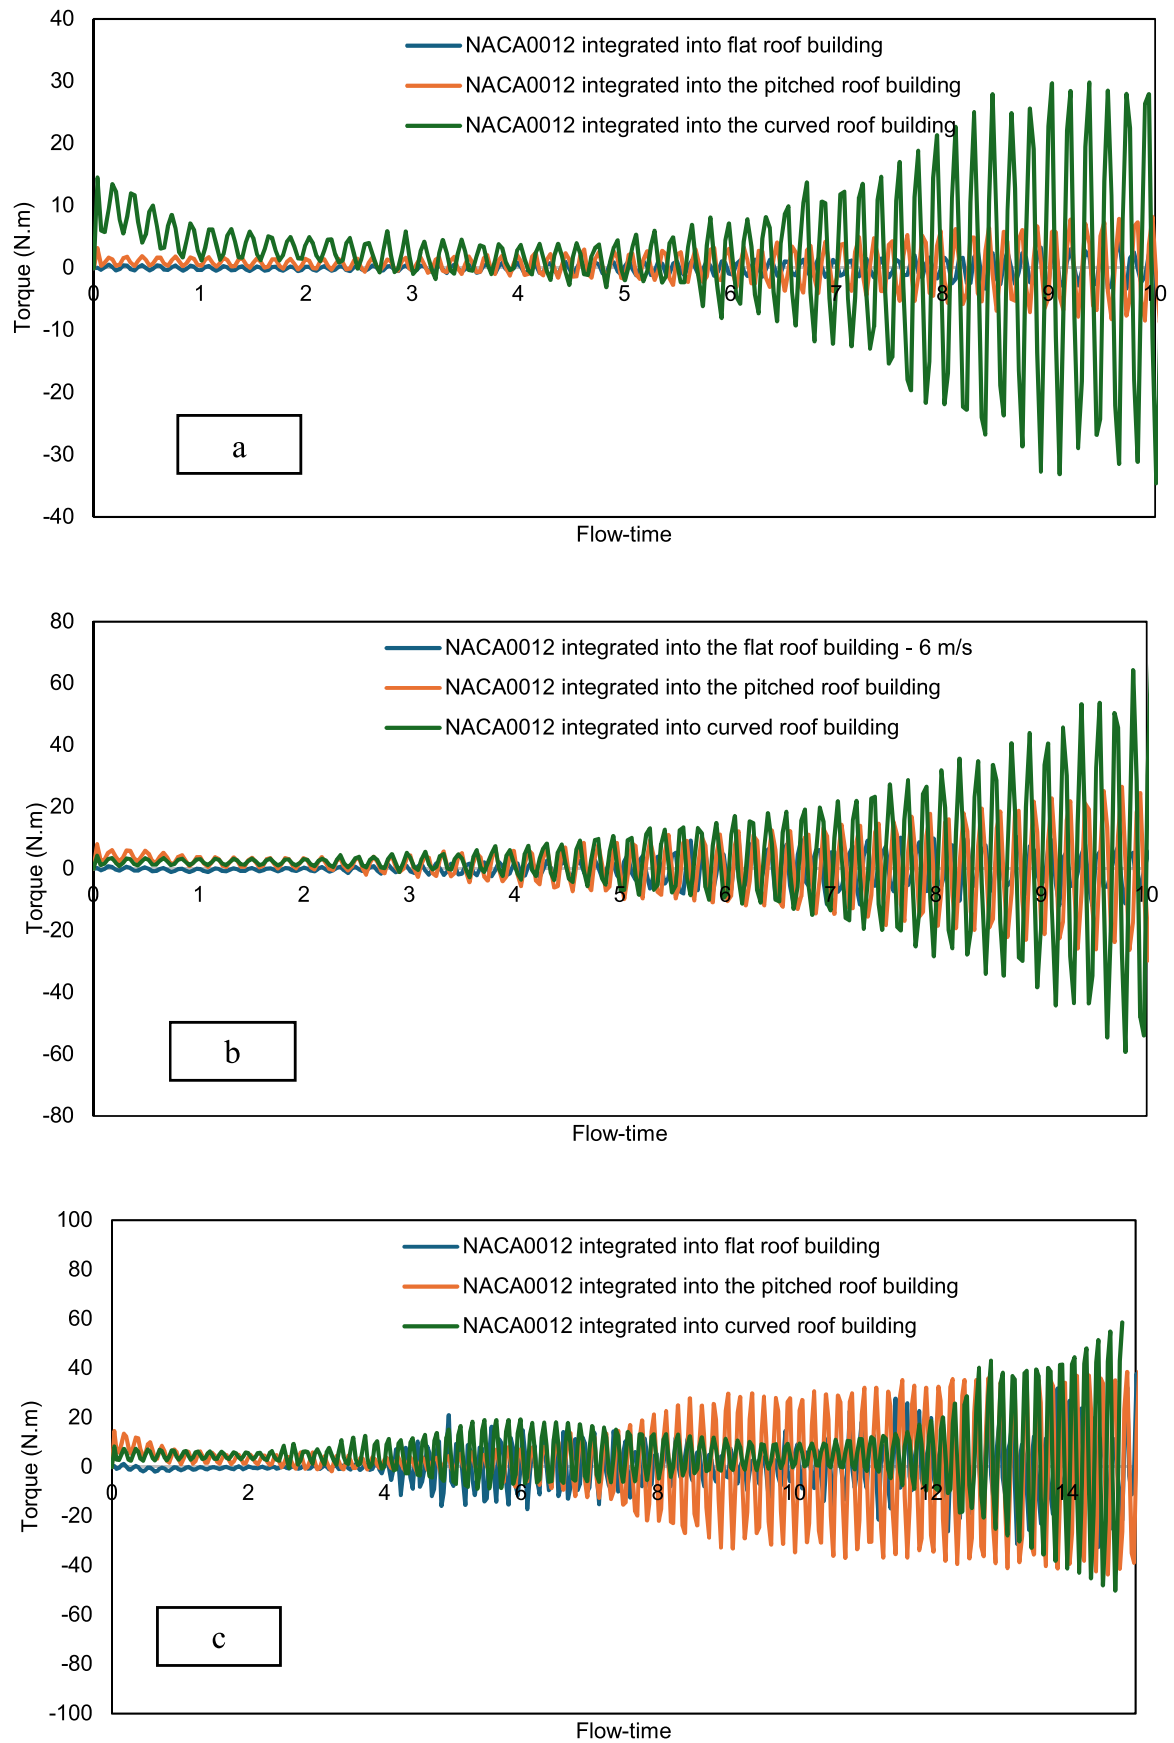 40
NACA0012 integrated into flat roof building
30
NACA0012 integrated into the pitched roof building
20
NACA0012 integrated into the curved roof building
10
0
0 1 2 3 4 5 6 7 8 9 10
-10
-20
-30
-40
Torque (N.m)
a
Flow-time
80
NACA0012 integrated into the flat roof building - 6 m/s
60
NACA0012 integrated into the pitched roof building
40
NACA0012 integrated into curved roof building
20
0
0 1 2 3 4 5 6 7 8 9 10
-20
-40
-60
-80
Torque (N.m)
b
Flow-time
100
NACA0012 integrated into flat roof building
80
NACA0012 integrated into the pitched roof building
60
NACA0012 integrated into curved roof building
40
20
0
0 2 4 6 8 10 12 14
-20
-40
-60
-80
-100
Torque (N.m)
c
Flow-time